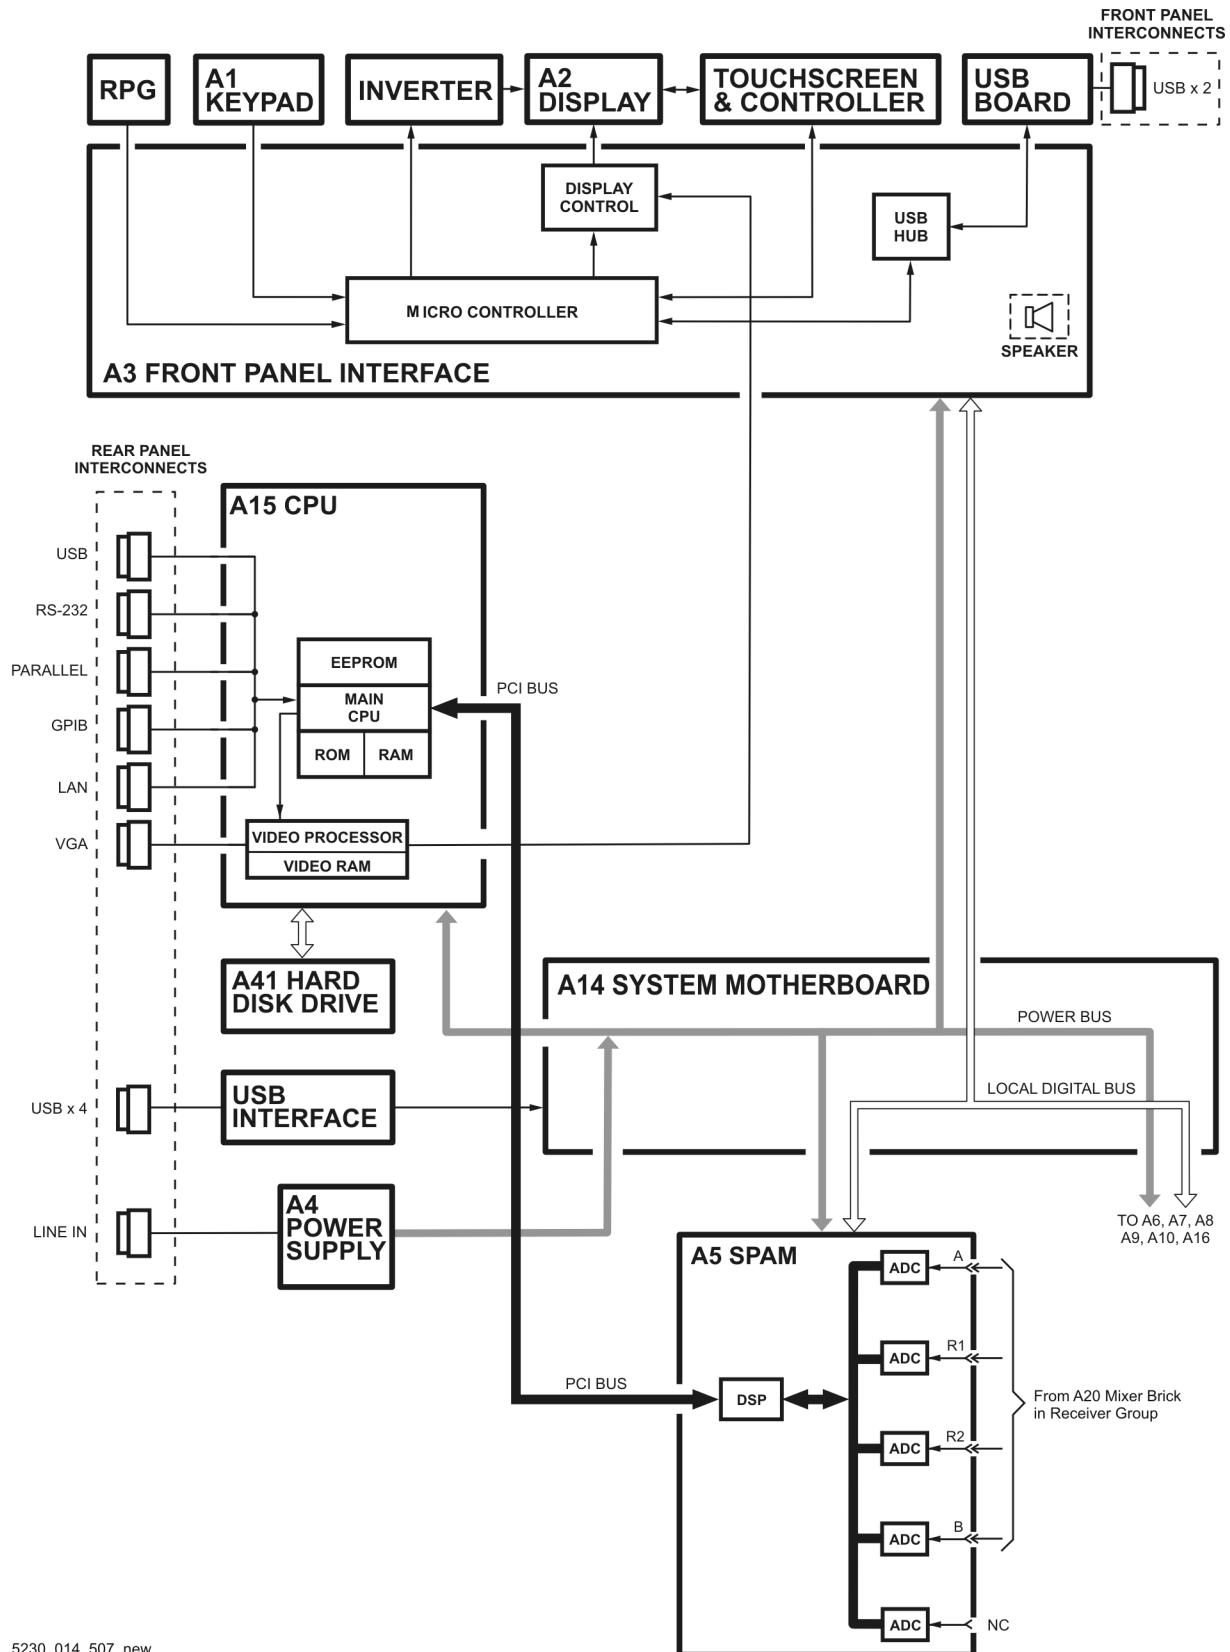 FRONT PANEL
INTERCONNECTS
RPG
A1
KEYPAD
INVERTER
A2
DISPLAY
TOUCHSCREEN
& CONTROLLER
USB
BOARD
USB x 2
DISPLAY
CONTROL
USB
HUB
MICRO CONTROLLER
SPEAKER
A3 FRONT PANEL INTERFACE
REAR PANEL
INTERCONNECTS
A15 CPU
USB
RS-232
PARALLEL
GPIB
LAN
VGA
EEPROM
MAIN
CPU
ROM
RAM
PCI BUS
VIDEO PROCESSOR
VIDEO RAM
A41 HARD
DISK DRIVE
A14 SYSTEM MOTHERBOARD
POWER BUS
LOCAL DIGITAL BUS
USB x 4
USB
INTERFACE
LINE IN
A4
POWER
SUPPLY
TO A6, A7, A8
A9, A10, A16
A5 SPAM
ADC
A
ADC
R1
PCI BUS
DSP
From A20 Mixer Brick
in Receiver Group
ADC
R2
ADC
B
ADC
NC
5230_014_507_new